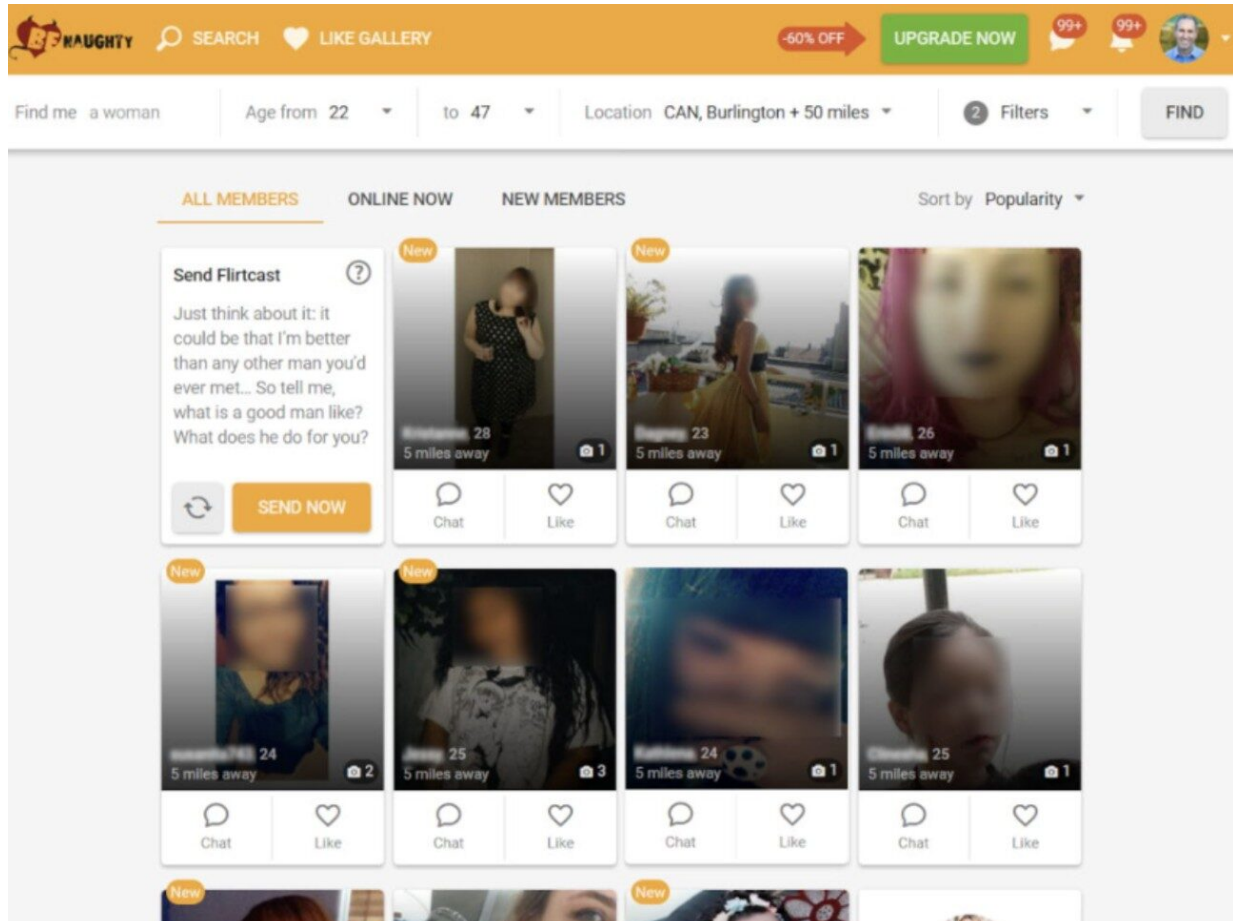 BENAUGHTY SEARCH LIKE GALLERY -60% OFF UPGRADE NOW 99+ 99+
Find me a woman Age from 22 to 47 Location CAN, Burlington + 50 miles 2 Filters FIND
ALL MEMBERS ONLINE NOW NEW MEMBERS Sort by Popularity
Send Flirtcast ?
Just think about it: it
could be that I'm better
than any other man you'd
ever met... So tell me,
what is a good man like?
What does he do for you?
SEND NOW
New
28
5 miles away 1
Chat Like
New
23
5 miles away 1
Chat Like
26
5 miles away 1
Chat Like
New
24
5 miles away 2
Chat Like
New
25
5 miles away 3
Chat Like
24
5 miles away 1
Chat Like
25
5 miles away 1
Chat Like
New
New